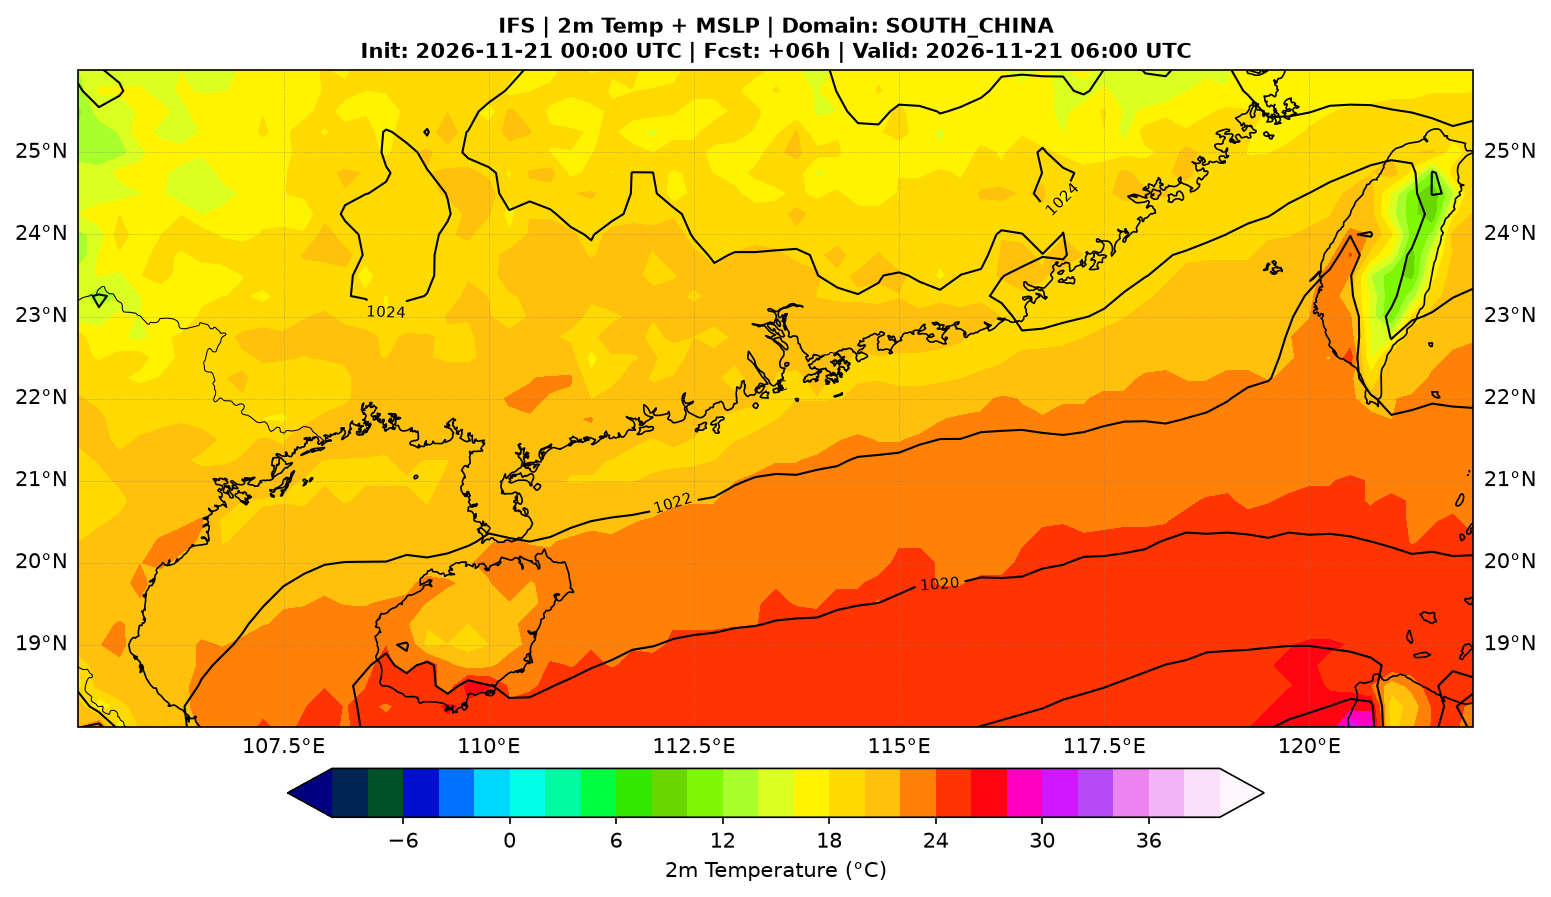 IFS | 2m Temp + MSLP | Domain: SOUTH_CHINA
Init: 2026-11-21 00:00 UTC | Fcst: +06h | Valid: 2026-11-21 06:00 UTC
25°N
25°N
1024
24°N
24°N
1024
23°N
23°N
22°N
22°N
21°N
21°N
1022
20°N
20°N
1020
19°N
19°N
107.5°E 110°E 112.5°E 115°E 117.5°E 120°E
−6 0 6 12 18 24 30 36
2m Temperature (°C)